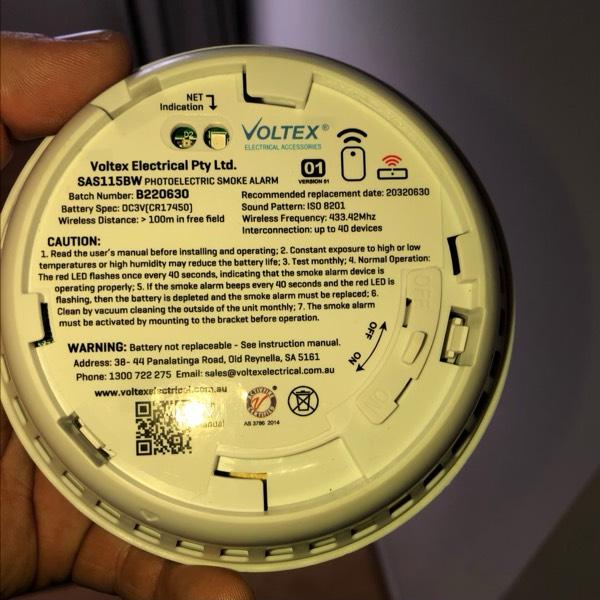 NET
Indication
D2
VOLTEX®
ELECTRICAL ACCESSORIES
Voltex Electrical Pty Ltd.
SAS115BW PHOTOELECTRIC SMOKE ALARM
01
VERSION 01
Batch Number: B220630
Recommended replacement date: 20320630
Battery Spec: DC3V(CR17450)
Sound Pattern: ISO 8201
Wireless Distance: > 100m in free field
Wireless Frequency: 433.42Mhz
Interconnection: up to 40 devices
CAUTION:
1. Read the user's manual before installing and operating; 2. Constant exposure to high or low
temperatures or high humidity may reduce the battery life; 3. Test monthly; 4. Normal Operation:
The red LED flashes once every 40 seconds, indicating that the smoke alarm device is
operating properly; 5. If the smoke alarm beeps every 40 seconds and the red LED is
flashing, then the battery is depleted and the smoke alarm must be replaced; 6.
Clean by vacuum cleaning the outside of the unit monthly; 7. The smoke alarm
must be activated by mounting to the bracket before operation.
OFF
OFF
ON
ON
WARNING: Battery not replaceable - See instruction manual.
Address: 38- 44 Panalatinga Road, Old Reynella, SA 5161
Phone: 1300 722 275 Email: sales@voltexelectrical.com.au
www.voltexelectrical.com.au
AS 3786 2014